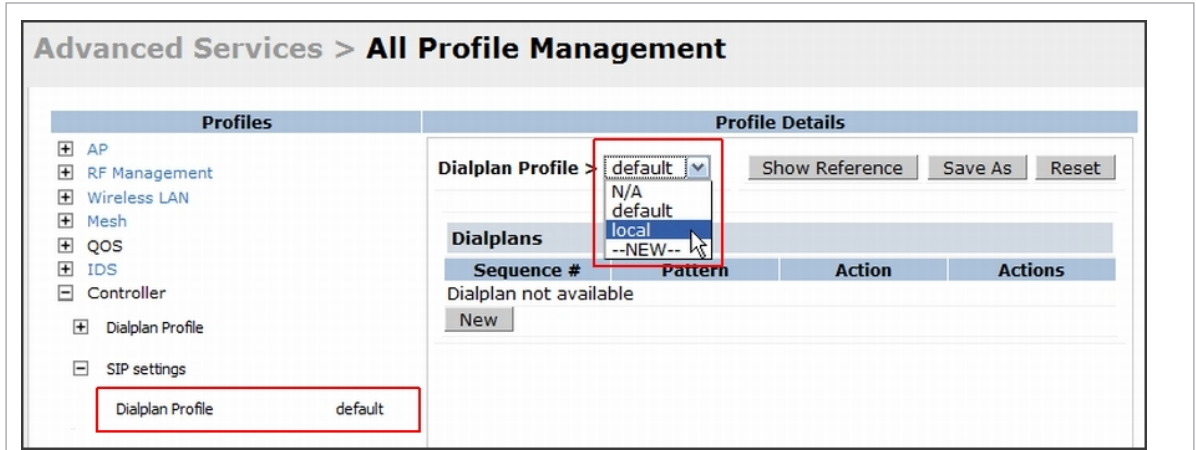 Advanced Services > All Profile Management
Profiles
AP
RF Management
Wireless LAN
Mesh
QOS
IDS
Controller
Dialplan Profile
SIP settings
Dialplan Profile default
Profile Details
Dialplan Profile > default Show Reference Save As Reset
N/A
default
local
--NEW--
Dialplans
Sequence # Pattern Action Actions
Dialplan not available
New